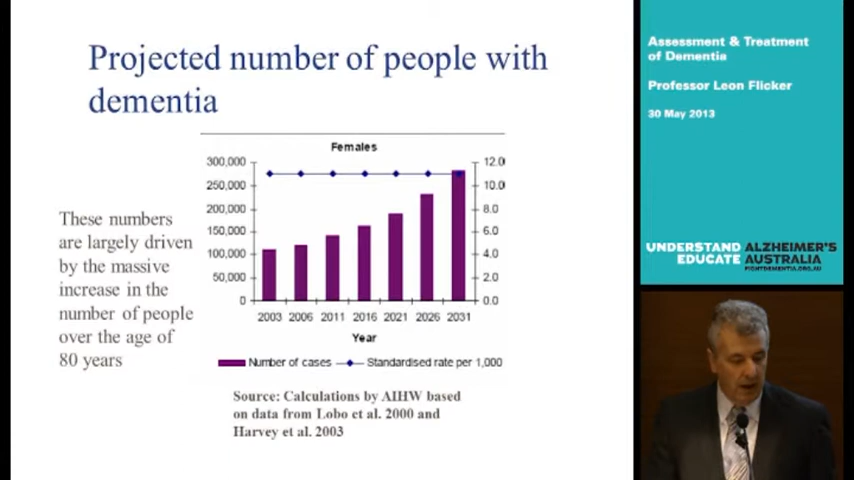 Projected number of people with
dementia
These numbers
are largely driven
by the massive
increase in the
number of people
over the age of
80 years
Females
300,000
250,000
200,000
150,000
100,000
50,000
0
12.0
10.0
8.0
6.0
4.0
2.0
0.0
2003 2006 2011 2016 2021 2026 2031
Year
Number of cases Standardised rate per 1,000
Source: Calculations by AIHW based
on data from Lobo et al. 2000 and
Harvey et al. 2003
Assessment & Treatment
of Dementia
Professor Leon Flicker
30 May 2013
UNDERSTAND ALZHEIMER'S
EDUCATE AUSTRALIA
FIGHTDEMENTIA.ORG.AU